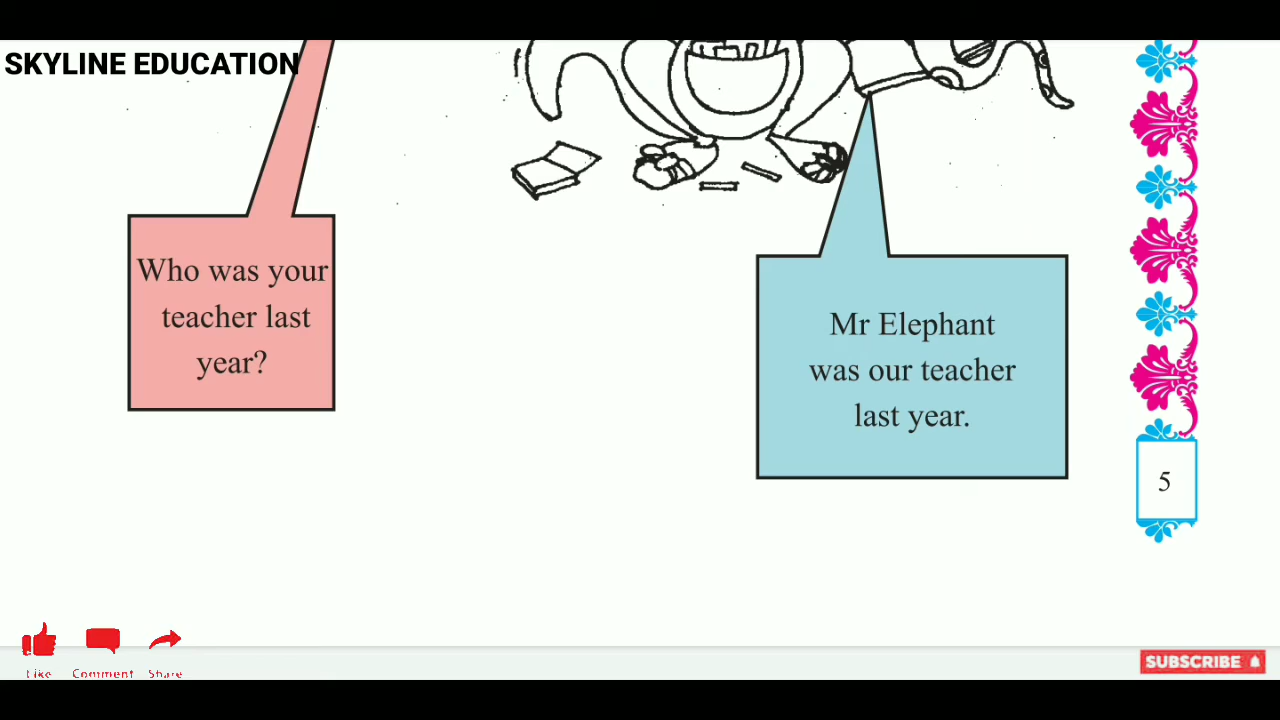 SKYLINE EDUCATION
Who was your
teacher last
year?
Mr Elephant
was our teacher
last year.
5
Like Comment Share
SUBSCRIBE